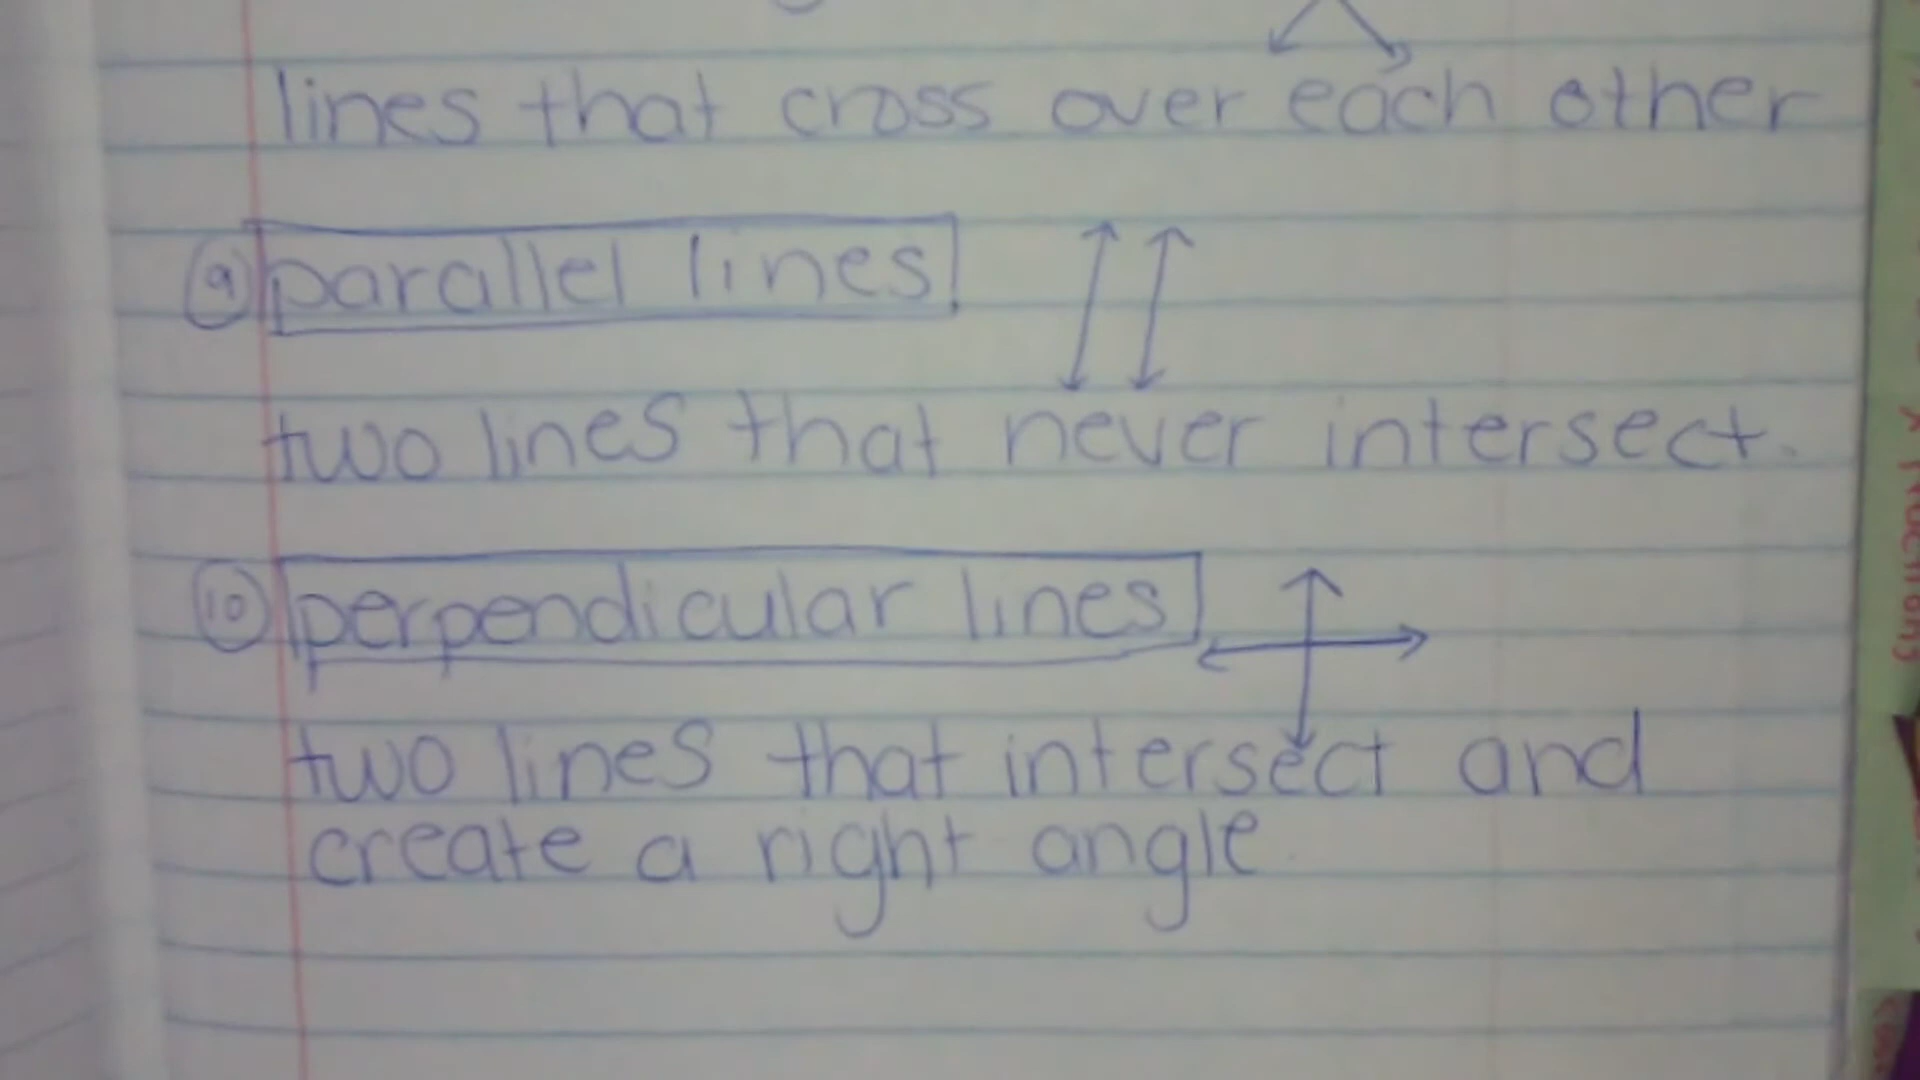 lines that cross over each other
9 parallel lines
two lines that never intersect.
10 perpendicular lines
two lines that intersect and
create a right angle